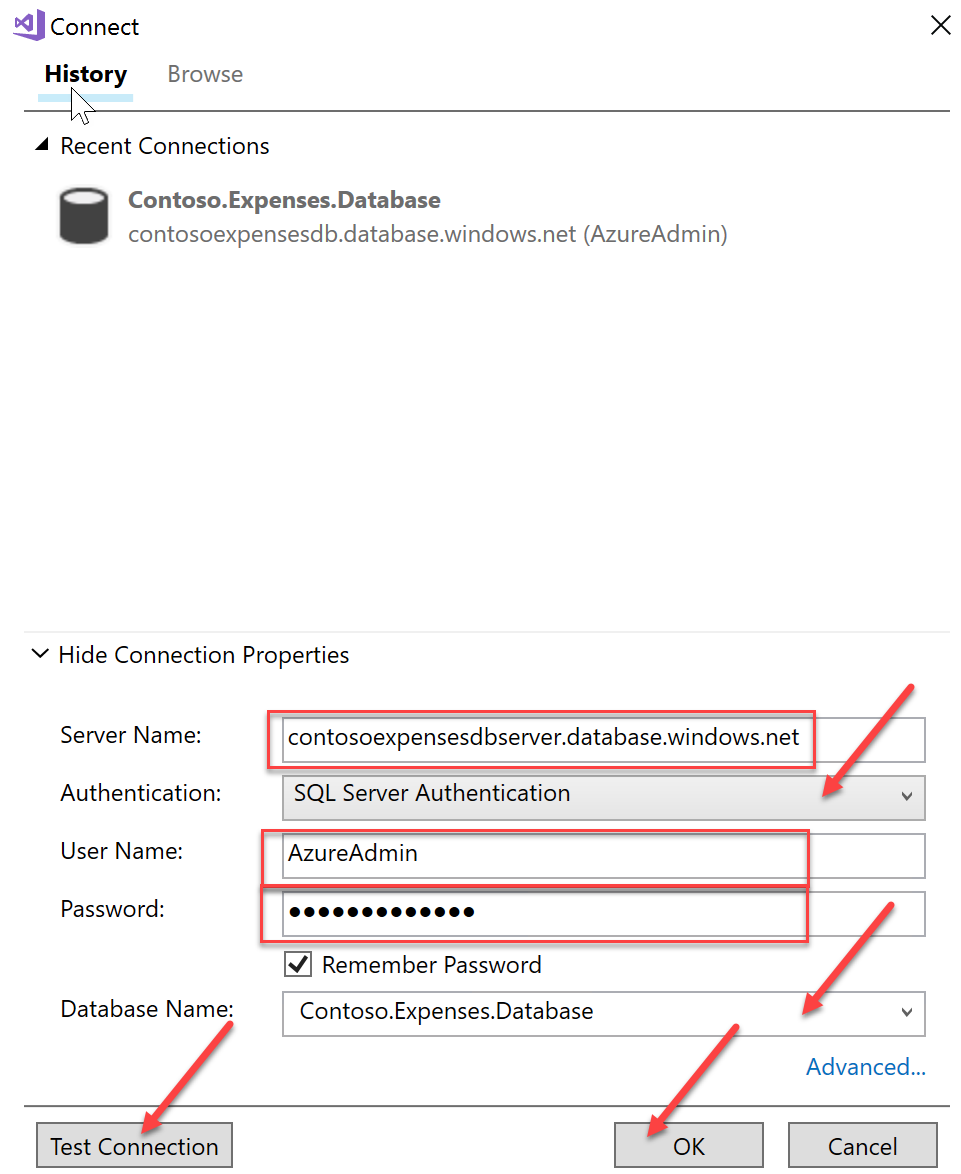 Connect
History Browse
Recent Connections
Contoso.Expenses.Database
contosoexpensesdb.database.windows.net (AzureAdmin)
Hide Connection Properties
Server Name: contosoexpensesdbserver.database.windows.net
Authentication: SQL Server Authentication
User Name: AzureAdmin
Password: ●●●●●●●●●●●●●
Remember Password
Database Name: Contoso.Expenses.Database
Advanced...
Test Connection OK Cancel